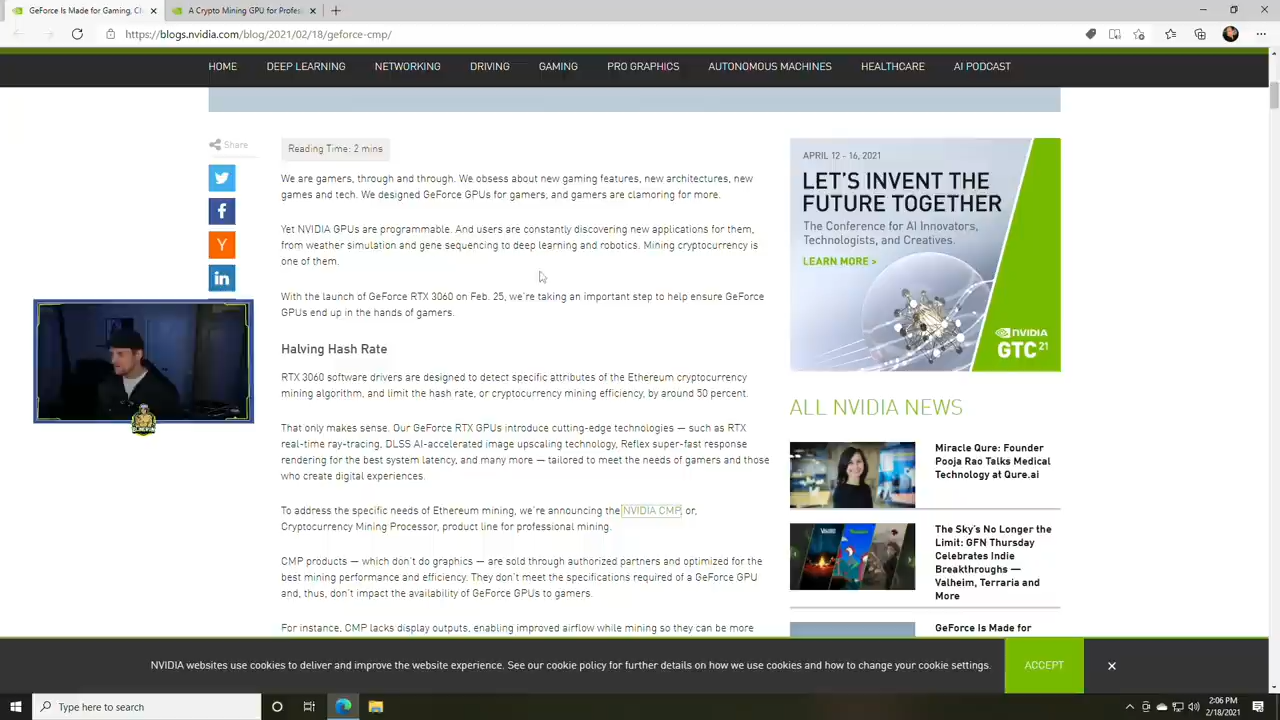 GeForce Is Made for Gaming, C
A Crypto Mining GPU for Profes
https://blogs.nvidia.com/blog/2021/02/18/geforce-cmp/
HOME DEEP LEARNING NETWORKING DRIVING GAMING PRO GRAPHICS AUTONOMOUS MACHINES HEALTHCARE AI PODCAST
Share
Reading Time: 2 mins
We are gamers, through and through. We obsess about new gaming features, new architectures, new
games and tech. We designed GeForce GPUs for gamers, and gamers are clamoring for more.
Yet NVIDIA GPUs are programmable. And users are constantly discovering new applications for them,
from weather simulation and gene sequencing to deep learning and robotics. Mining cryptocurrency is
one of them.
With the launch of GeForce RTX 3060 on Feb. 25, we're taking an important step to help ensure GeForce
GPUs end up in the hands of gamers.
Halving Hash Rate
RTX 3060 software drivers are designed to detect specific attributes of the Ethereum cryptocurrency
mining algorithm, and limit the hash rate, or cryptocurrency mining efficiency, by around 50 percent.
That only makes sense. Our GeForce RTX GPUs introduce cutting-edge technologies — such as RTX
real-time ray-tracing, DLSS AI-accelerated image upscaling technology, Reflex super-fast response
rendering for the best system latency, and many more — tailored to meet the needs of gamers and those
who create digital experiences.
To address the specific needs of Ethereum mining, we're announcing the NVIDIA CMP, or,
Cryptocurrency Mining Processor, product line for professional mining.
CMP products — which don't do graphics — are sold through authorized partners and optimized for the
best mining performance and efficiency. They don't meet the specifications required of a GeForce GPU
and, thus, don't impact the availability of GeForce GPUs to gamers.
For instance, CMP lacks display outputs, enabling improved airflow while mining so they can be more
APRIL 12 - 16, 2021
LET'S INVENT THE
FUTURE TOGETHER
The Conference for AI Innovators,
Technologists, and Creatives.
LEARN MORE >
NVIDIA
GTC 21
ALL NVIDIA NEWS
Miracle Qure: Founder
Pooja Rao Talks Medical
Technology at Qure.ai
The Sky's No Longer the
Limit: GFN Thursday
Celebrates Indie
Breakthroughs —
Valheim, Terraria and
More
GeForce Is Made for
NVIDIA websites use cookies to deliver and improve the website experience. See our cookie policy for further details on how we use cookies and how to change your cookie settings.
ACCEPT
Type here to search
2:06 PM
2/18/2021